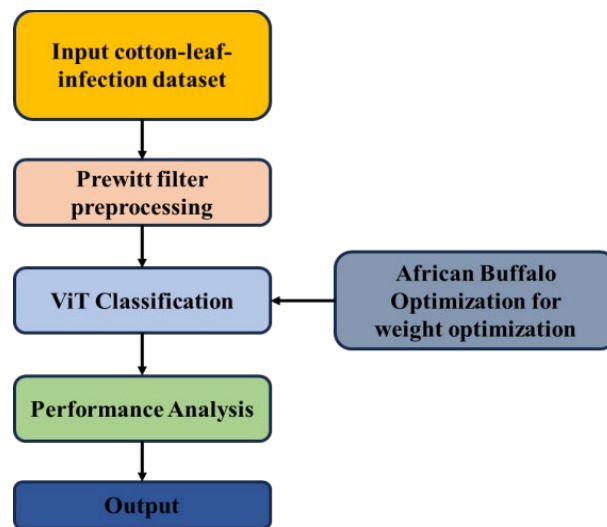 Input cotton-leaf-
infection dataset
Prewitt filter
preprocessing
ViT Classification
African Buffalo
Optimization for
weight optimization
Performance Analysis
Output